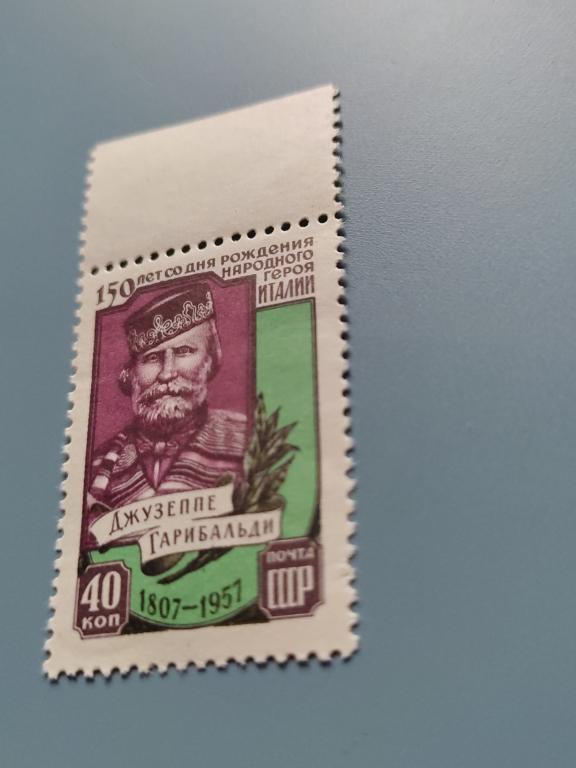 150 ЛЕТ СО ДНЯ РОЖДЕНИЯ
НАРОДНОГО
ГЕРОЯ
ИТАЛИИ
ДЖУЗЕППЕ
ГАРИБАЛЬДИ
1807-1957
40
КОП
ПОЧТА
СССР